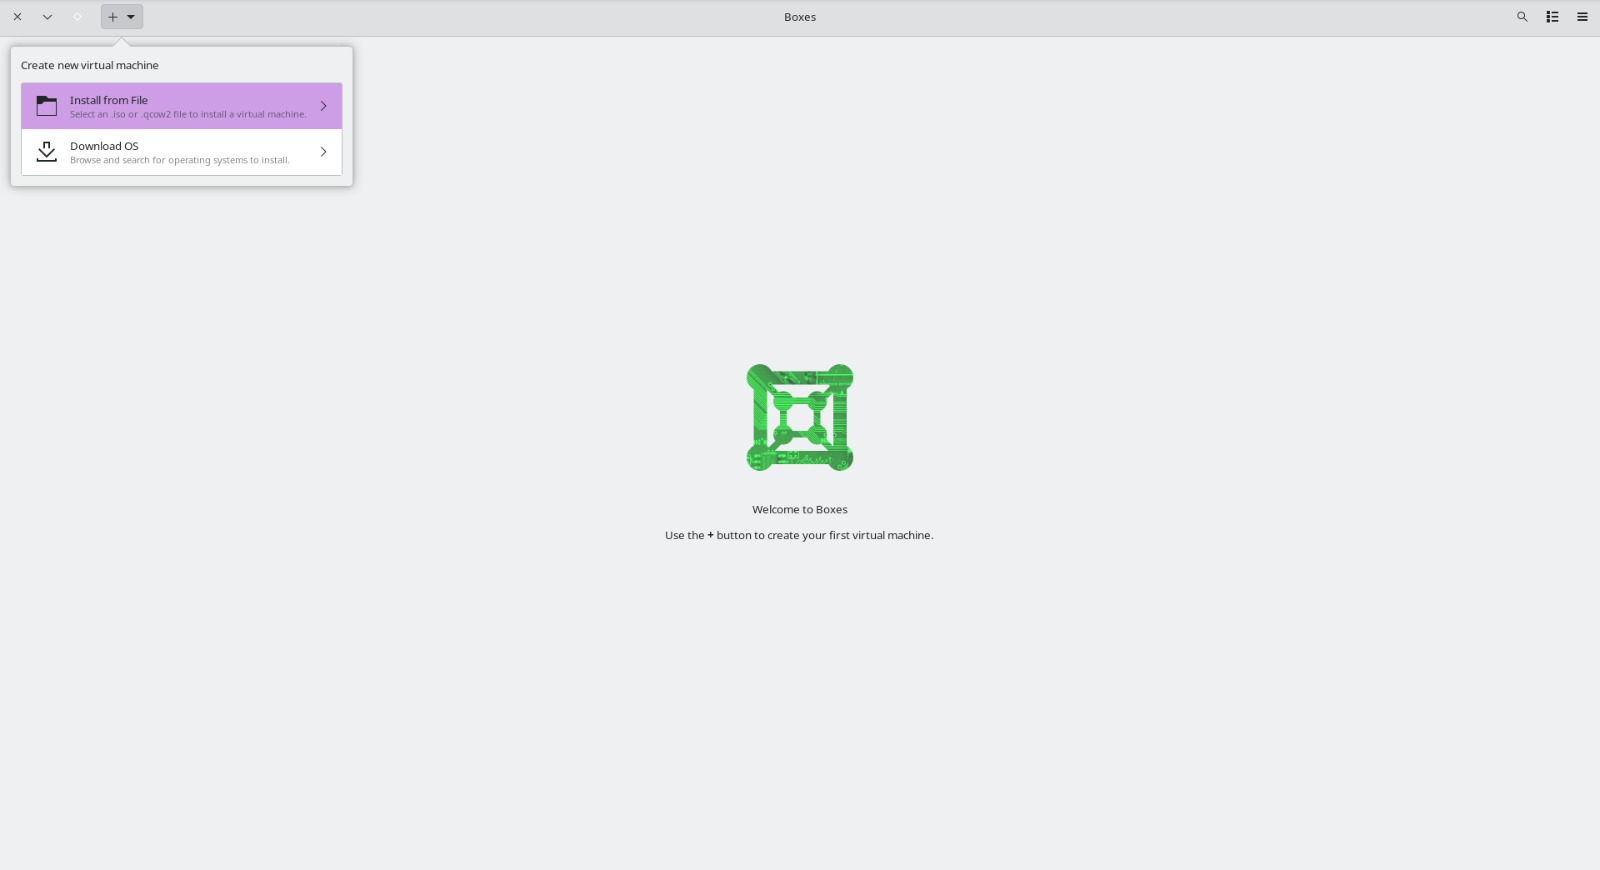 Boxes
Create new virtual machine
Install from File
Select an .iso or .qcow2 file to install a virtual machine.
Download OS
Browse and search for operating systems to install.
Welcome to Boxes
Use the + button to create your first virtual machine.